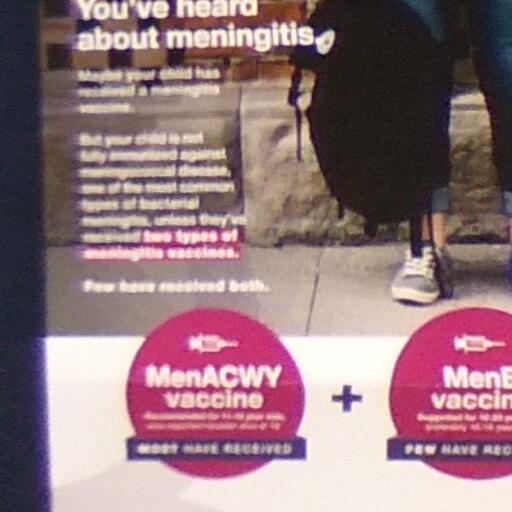 You've heard
about meningitis.
Maybe your child has
received a meningitis
vaccine.
But your child is not
fully immunized against
meningococcal disease,
one of the most common
types of bacterial
meningitis, unless they've
received two types of
meningitis vaccines.
Few have received both.
MenACWY
vaccine
MOST HAVE RECEIVED
+
MenB
vaccin
FEW HAVE REC